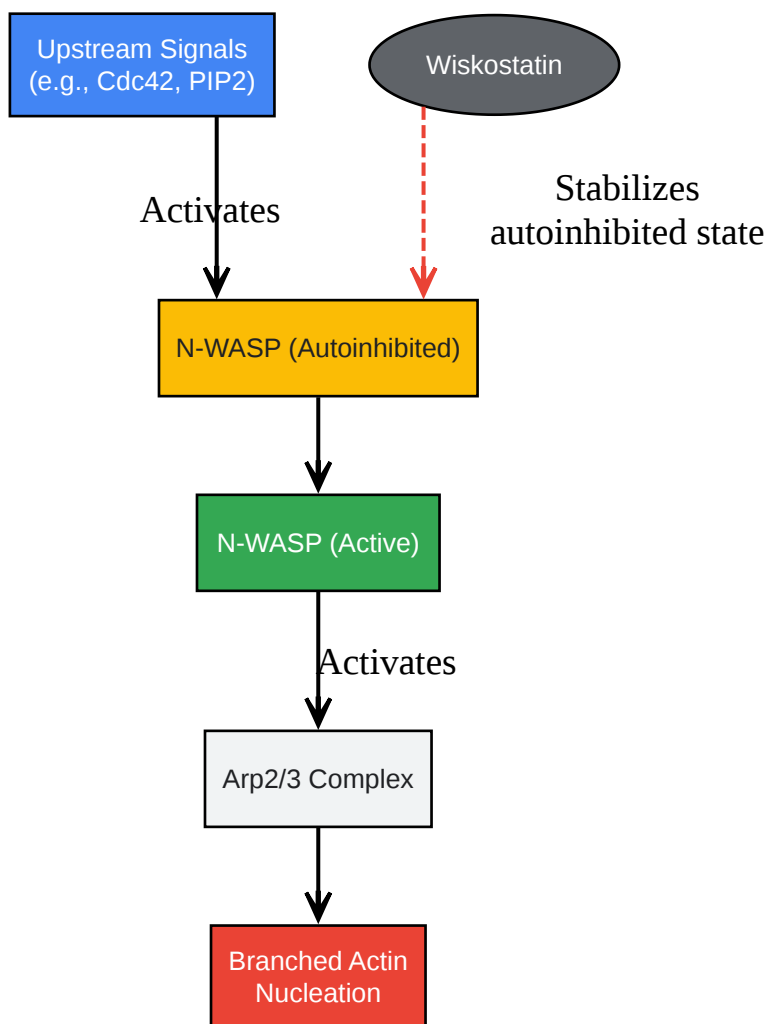 Upstream Signals
(e.g., Cdc42, PIP2)
Wiskostatin
Activates
Stabilizes
autoinhibited state
N-WASP (Autoinhibited)
N-WASP (Active)
Activates
Arp2/3 Complex
Branched Actin
Nucleation